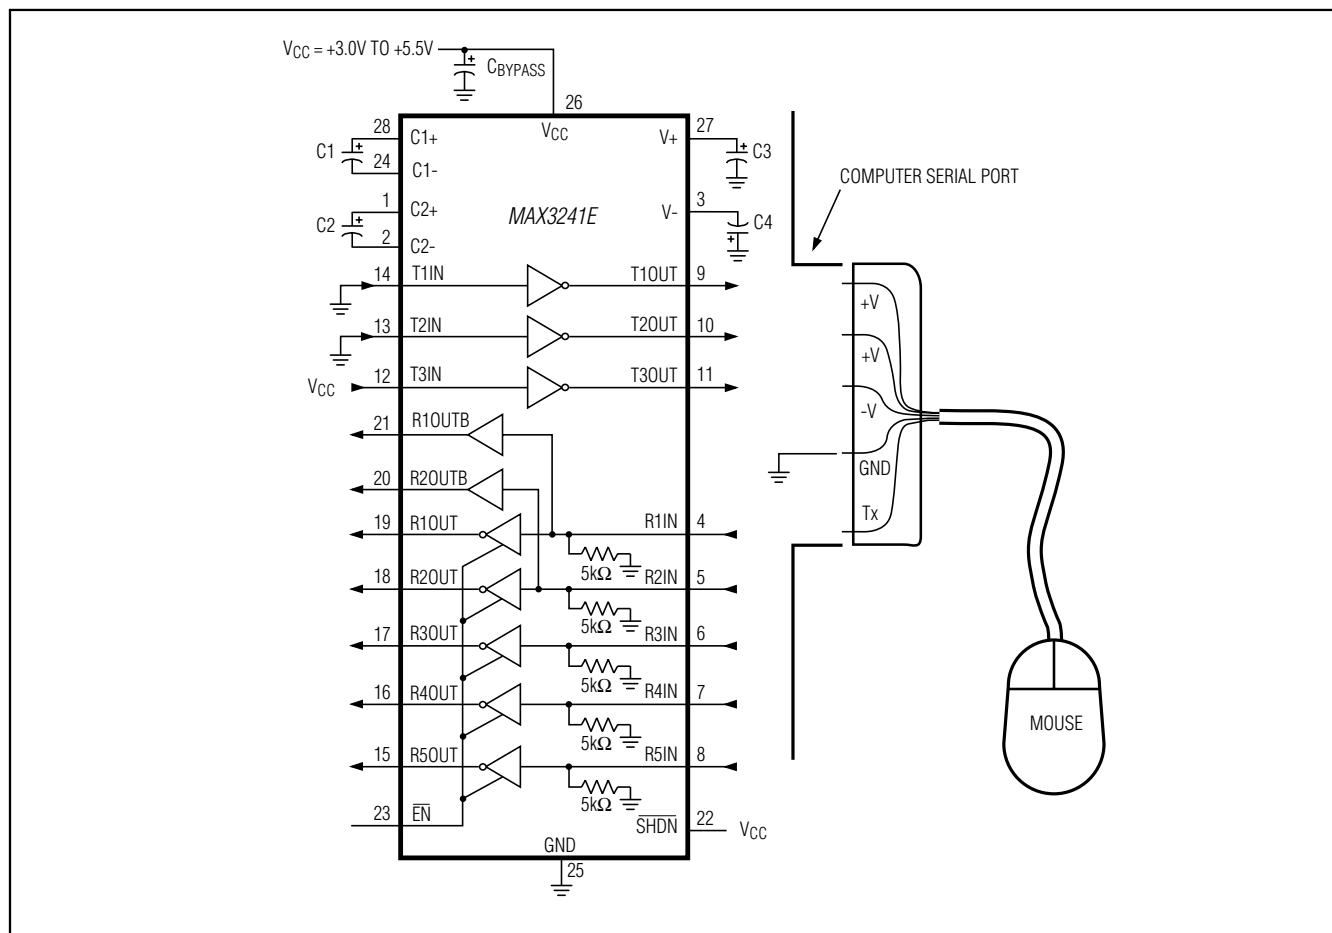 VCC = +3.0V TO +5.5V
CBYPASS
26
VCC
28
C1+
C1
24
C1-
1
C2+
C2
2
C2-
MAX3241E
27
V+
C3
3
V-
C4
COMPUTER SERIAL PORT
14
T1IN
T1OUT
9
13
T2IN
T2OUT
10
VCC
12
T3IN
T3OUT
11
21
R1OUTB
20
R2OUTB
19
R1OUT
R1IN
4
5kΩ
18
R2OUT
R2IN
5
5kΩ
17
R3OUT
R3IN
6
5kΩ
16
R4OUT
R4IN
7
5kΩ
15
R5OUT
R5IN
8
5kΩ
23
EN
SHDN
22
VCC
GND
25
+V
+V
-V
GND
Tx
MOUSE